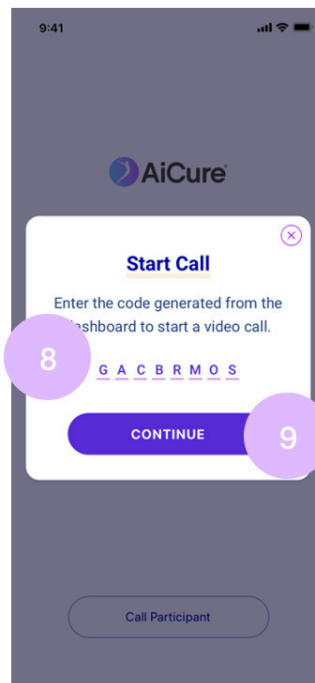 9:41
AiCure
Start Call
Enter the code generated from the
dashboard to start a video call.
8
G A C B R M O S
CONTINUE
9
Call Participant